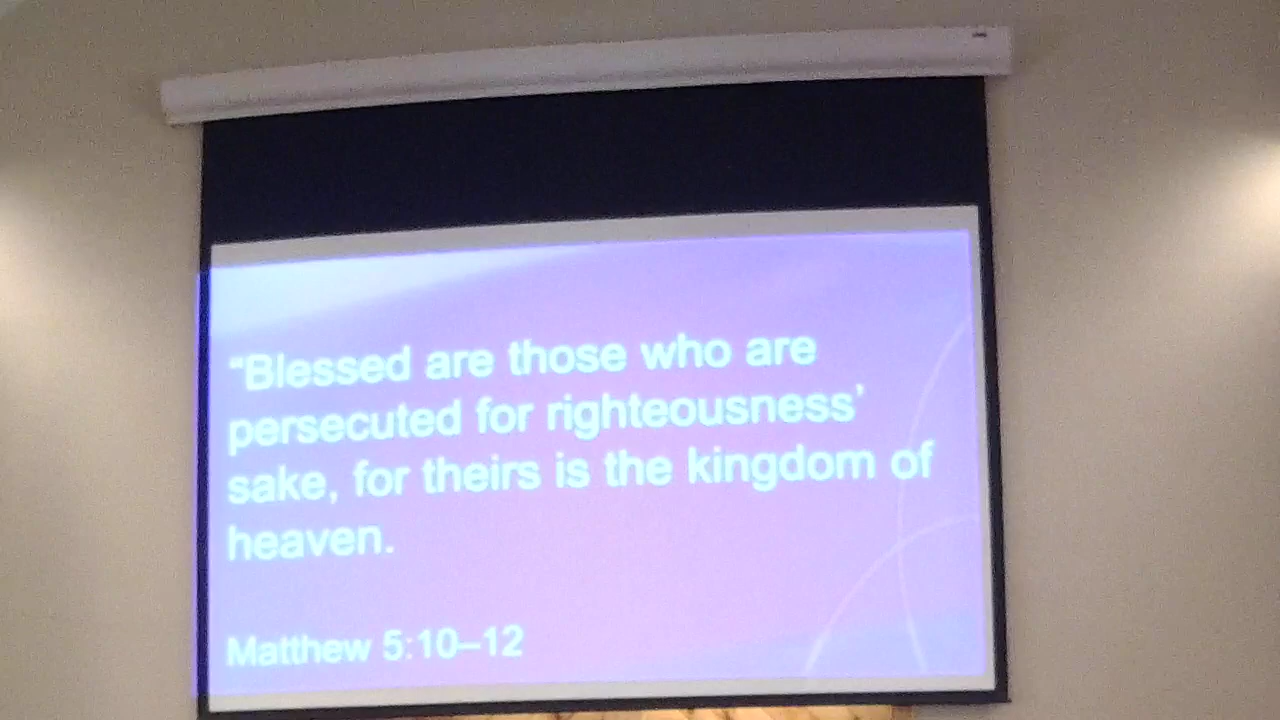 “Blessed are those who are
persecuted for righteousness’
sake, for theirs is the kingdom of
heaven.
Matthew 5:10–12